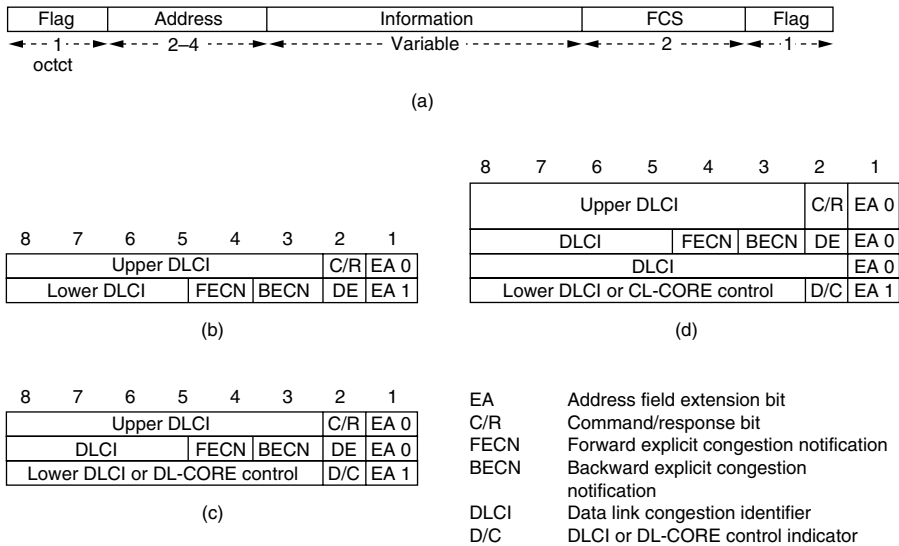 Flag Address Information FCS Flag
1 2–4 Variable 2 1
octct
(a)
8 7 6 5 4 3 2 1
Upper DLCI C/R EA 0
Lower DLCI FECN BECN DE EA 1
(b)
8 7 6 5 4 3 2 1
Upper DLCI C/R EA 0
DLCI FECN BECN DE EA 0
DLCI EA 0
Lower DLCI or CL-CORE control D/C EA 1
(d)
8 7 6 5 4 3 2 1
Upper DLCI C/R EA 0
DLCI FECN BECN DE EA 0
Lower DLCI or DL-CORE control D/C EA 1
(c)
EA Address field extension bit
C/R Command/response bit
FECN Forward explicit congestion notification
BECN Backward explicit congestion
notification
DLCI Data link congestion identifier
D/C DLCI or DL-CORE control indicator